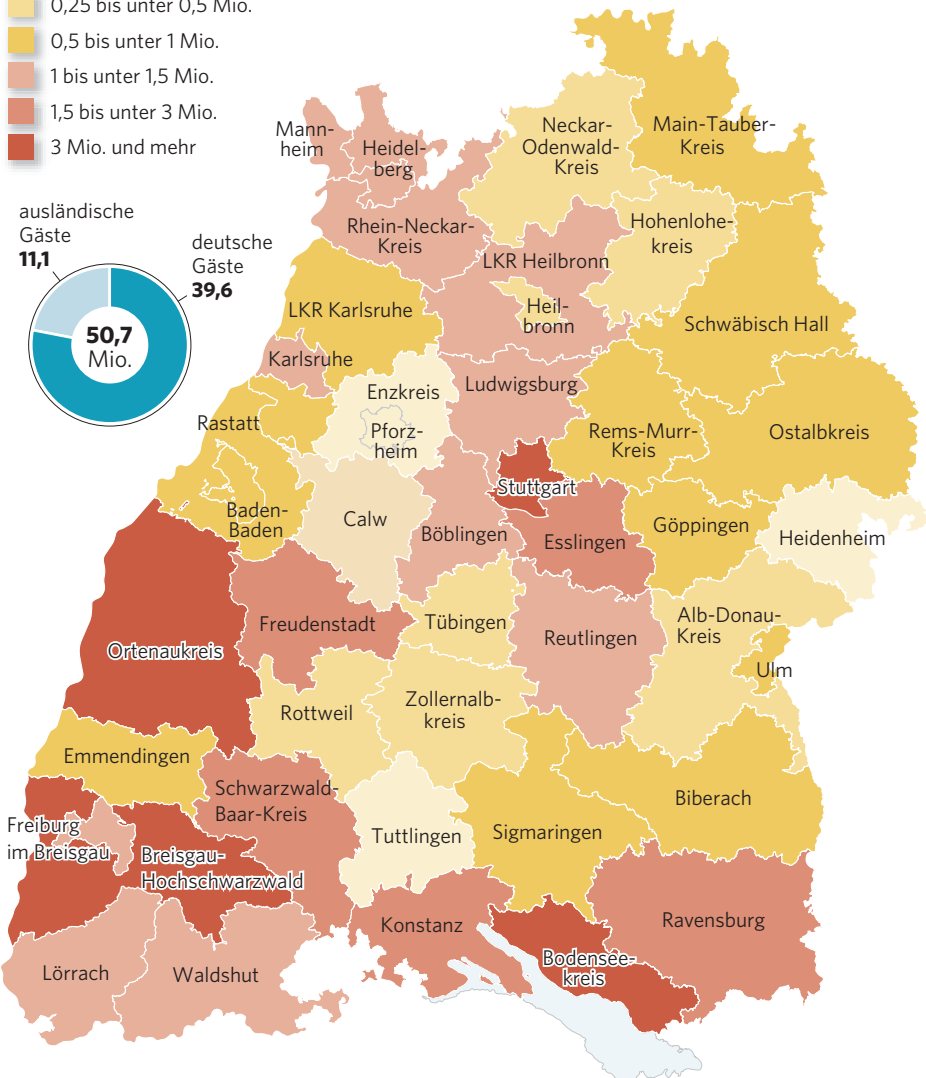 0,25 bis unter 0,5 Mio.
0,5 bis unter 1 Mio.
1 bis unter 1,5 Mio.
1,5 bis unter 3 Mio.
3 Mio. und mehr
ausländische
Gäste
11,1
deutsche
Gäste
39,6
50,7
Mio.
Mann-
heim
Heidel-
berg
Neckar-
Odenwald-
Kreis
Main-Tauber-
Kreis
Rhein-Neckar-
Kreis
Hohenlohe-
kreis
LKR Heilbronn
Heil-
bronn
LKR Karlsruhe
Schwäbisch Hall
Karlsruhe
Enzkreis
Ludwigsburg
Pforz-
heim
Rastatt
Rems-Murr-
Kreis
Ostalbkreis
Stuttgart
Baden-
Baden
Calw
Böblingen
Esslingen
Göppingen
Heidenheim
Freudenstadt
Tübingen
Reutlingen
Alb-Donau-
Kreis
Ortenaukreis
Ulm
Rottweil
Zollernalb-
kreis
Emmendingen
Schwarzwald-
Baar-Kreis
Biberach
Freiburg
im Breisgau
Breisgau-
Hochschwarzwald
Tuttlingen
Sigmaringen
Konstanz
Ravensburg
Bodensee-
kreis
Lörrach
Waldshut